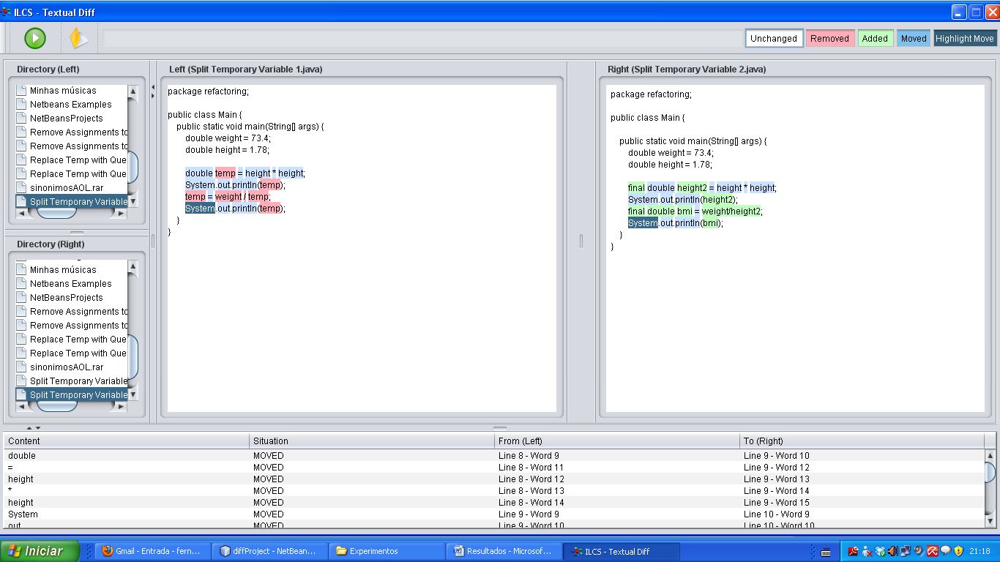 ILCS - Textual Diff
Unchanged Removed Added Moved Highlight Move
Directory (Left)
Minhas músicas
Netbeans Examples
NetBeansProjects
Remove Assignments to
Remove Assignments to
Replace Temp with Que
Replace Temp with Que
sinonimosAOL.rar
Split Temporary Variable
Directory (Right)
Minhas músicas
Netbeans Examples
NetBeansProjects
Remove Assignments to
Remove Assignments to
Replace Temp with Que
Replace Temp with Que
sinonimosAOL.rar
Split Temporary Variable
Split Temporary Variable
Left (Split Temporary Variable 1.java)
package refactoring;
public class Main {
public static void main(String[] args) {
double weight = 73.4;
double height = 1.78;
double temp = height * height;
System.out.println(temp);
temp = weight / temp;
System.out.println(temp);
}
}
Right (Split Temporary Variable 2.java)
package refactoring;
public class Main {
public static void main(String[] args) {
double weight = 73.4;
double height = 1.78;
final double height2 = height * height;
System.out.println(height2);
final double bmi = weight/height2;
System.out.println(bmi);
}
}
Content Situation From (Left) To (Right)
double MOVED Line 8 - Word 9 Line 9 - Word 10
= MOVED Line 8 - Word 11 Line 9 - Word 12
height MOVED Line 8 - Word 12 Line 9 - Word 13
* MOVED Line 8 - Word 13 Line 9 - Word 14
height MOVED Line 8 - Word 14 Line 9 - Word 15
System MOVED Line 9 - Word 9 Line 10 - Word 9
out MOVED Line 9 - Word 10 Line 10 - Word 10
Iniciar Gmail - Entrada - fern... diffProject - NetBean... Experimentos Resultados - Microsof... ILCS - Textual Diff 21:18